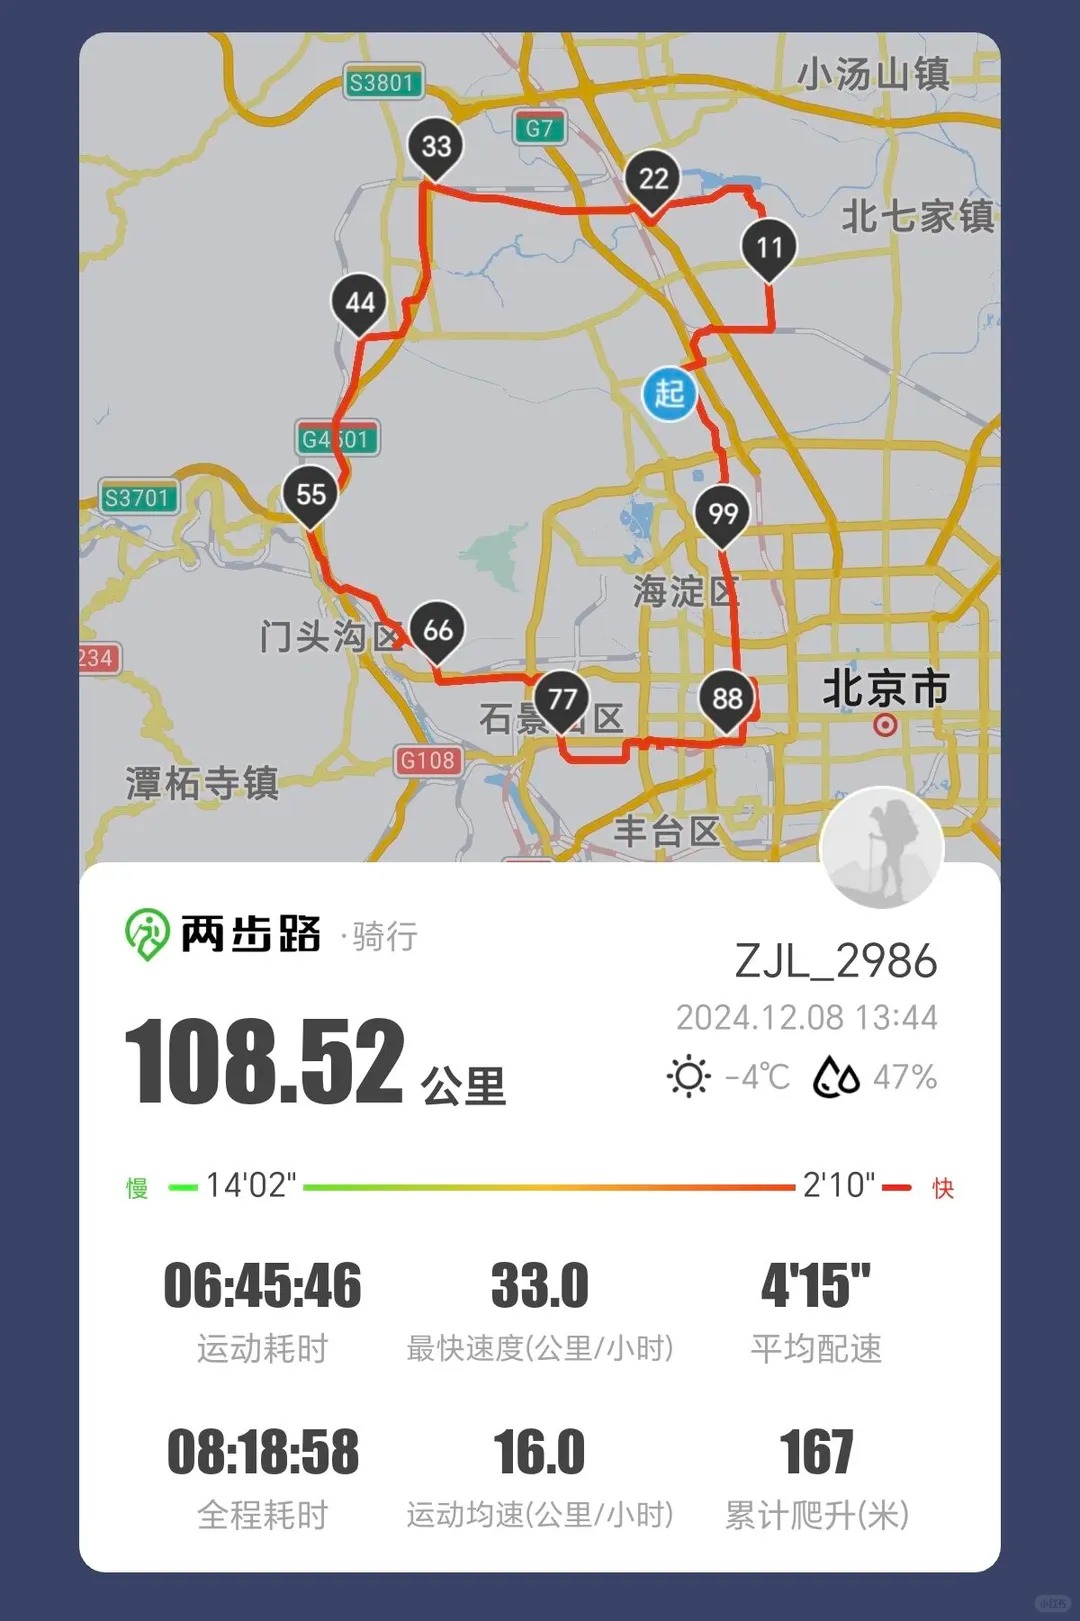 小汤山镇
S3801
G7
33
22
北七家镇
11
44
起
G4501
55
S3701
99
海淀区
66
门头沟区
234
77
88
北京市
石景山区
G108
潭柘寺镇
丰台区
两步路 ·骑行
ZJL_2986
108.52 公里
2024.12.08 13:44
-4℃ 47%
慢 14'02" 2'10" 快
06:45:46 33.0 4'15"
运动耗时 最快速度(公里/小时) 平均配速
08:18:58 16.0 167
全程耗时 运动均速(公里/小时) 累计爬升(米)
小红书